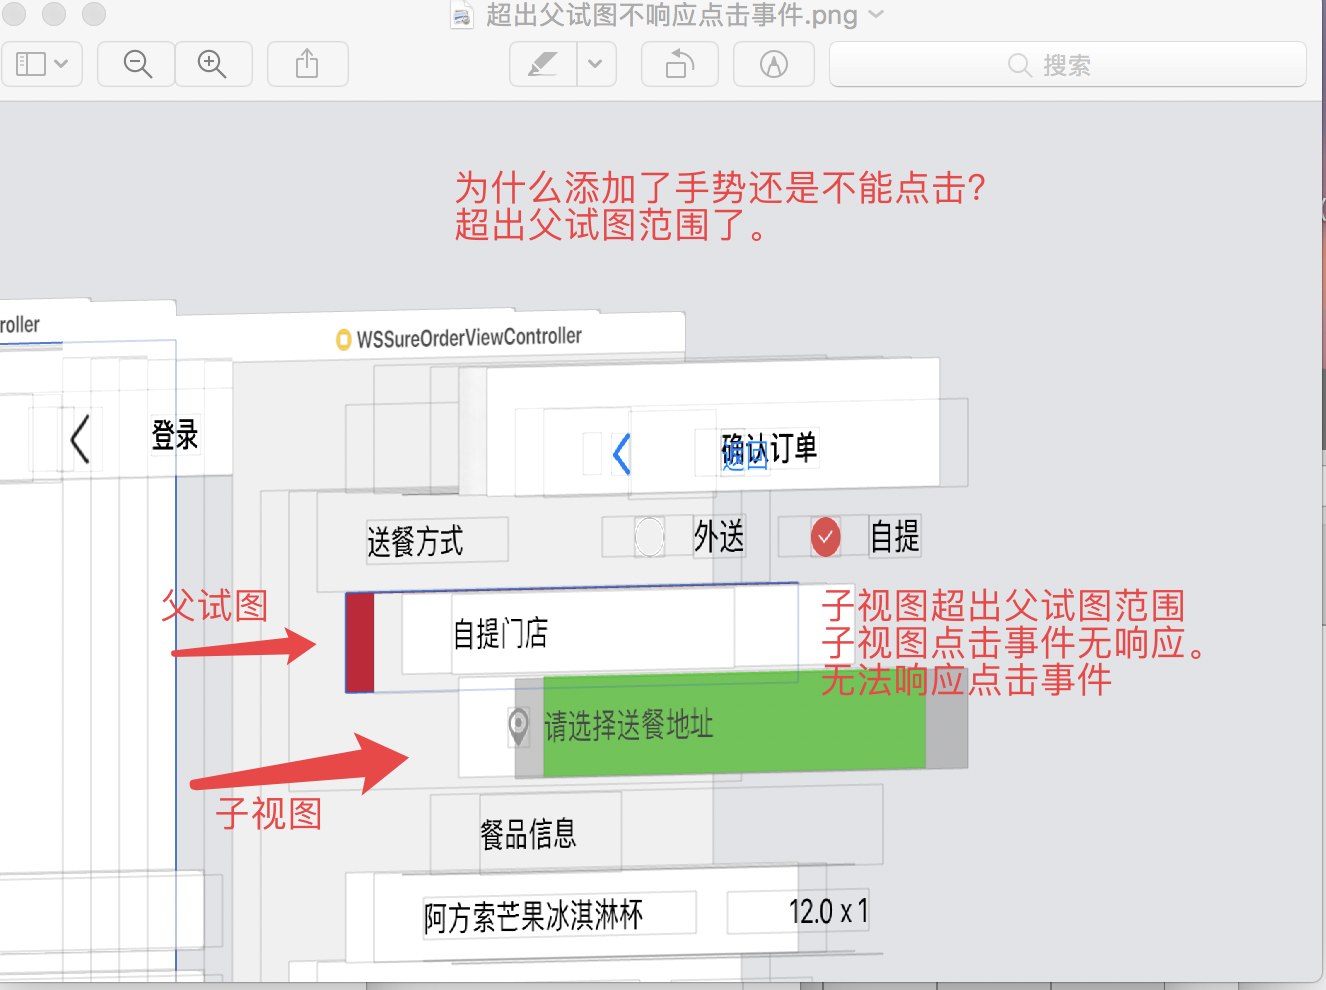 超出父试图不响应点击事件.png
搜索
为什么添加了手势还是不能点击?
超出父试图范围了。
roller
WSSureOrderViewController
登录
确认订单
返回
送餐方式
外送
自提
父试图
自提门店
子视图超出父试图范围
子视图点击事件无响应。
无法响应点击事件
请选择送餐地址
子视图
餐品信息
阿方索芒果冰淇淋杯
12.0 x 1